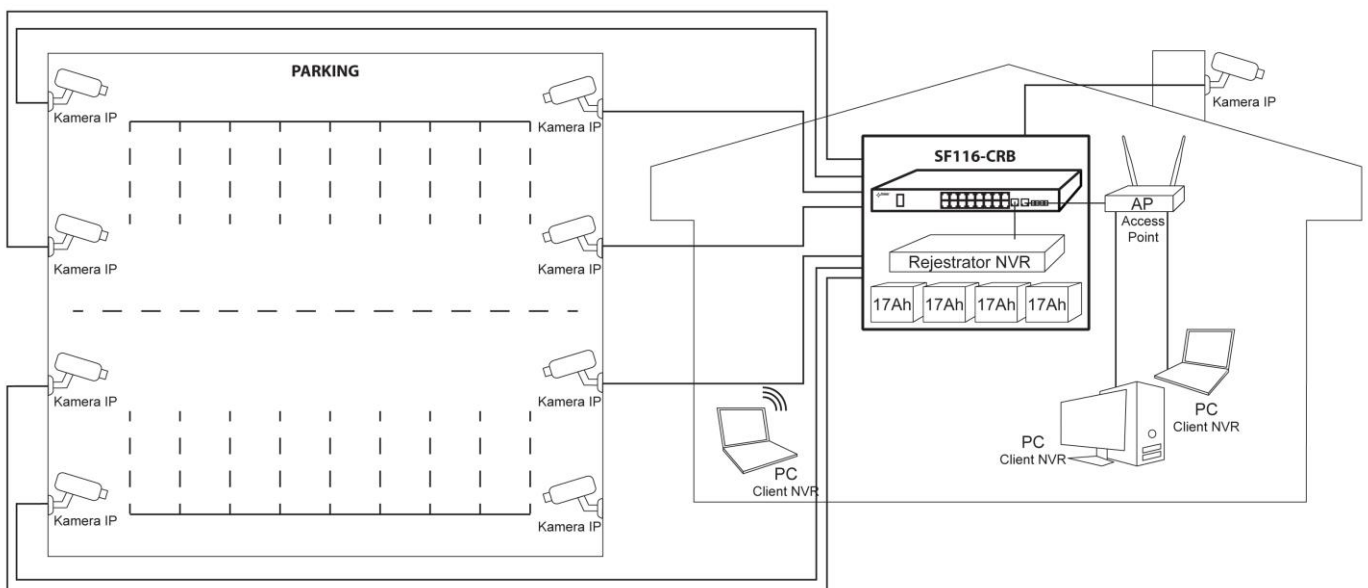 PARKING
Kamera IP
Kamera IP
Kamera IP
SF116-CRB
AP
Access
Point
Kamera IP
Kamera IP
Rejestrator NVR
17Ah 17Ah 17Ah 17Ah
Kamera IP
Kamera IP
PC
Client NVR
PC
Client NVR
PC
Client NVR
Kamera IP
Kamera IP